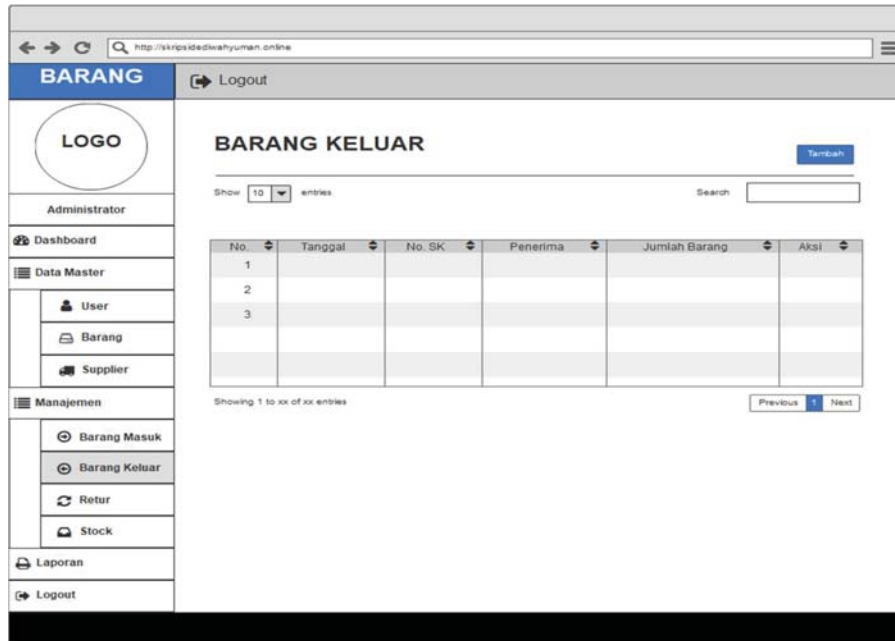 http://skripsidediwahyuman.online
BARANG
Logout
LOGO
Administrator
Dashboard
Data Master
User
Barang
Supplier
Manajemen
Barang Masuk
Barang Keluar
Retur
Stock
Laporan
Logout
BARANG KELUAR
Tambah
Show 10 entries
Search
No. Tanggal No. SK Penerima Jumlah Barang Aksi
1
2
3
Showing 1 to xx of xx entries
Previous 1 Next